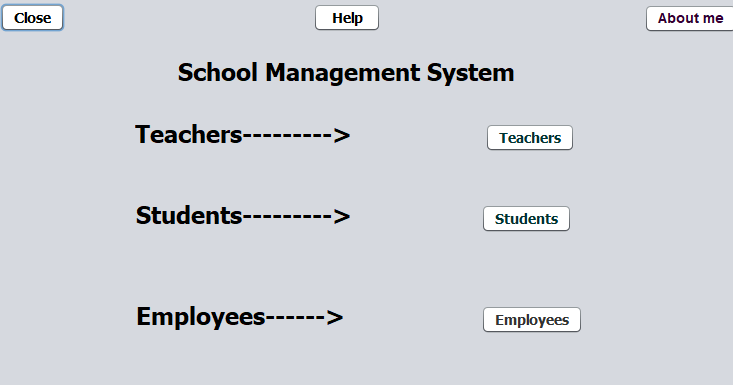 Close Help About me
School Management System
Teachers---------> Teachers
Students---------> Students
Employees------> Employees